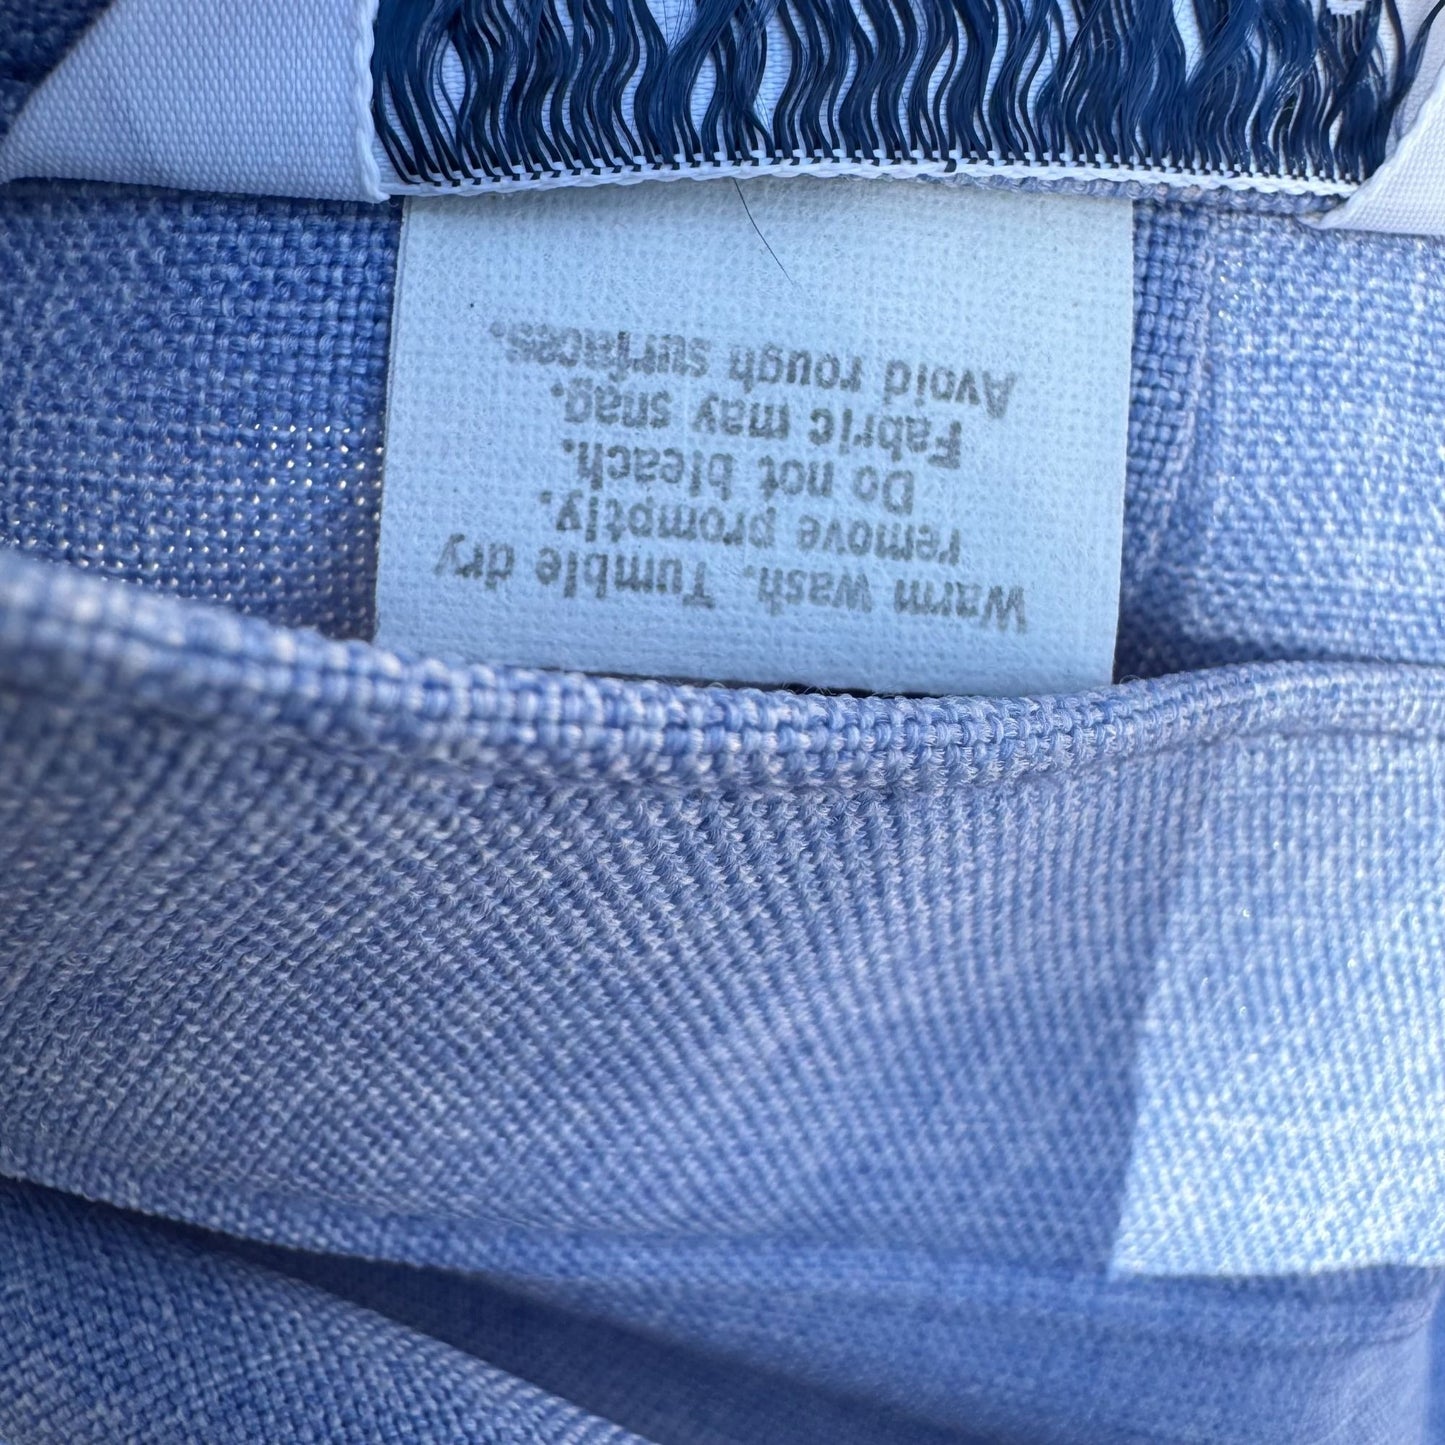 Warm Wash. Tumble dry
remove promptly.
Do not bleach.
Fabric may snag.
Avoid rough surfaces.